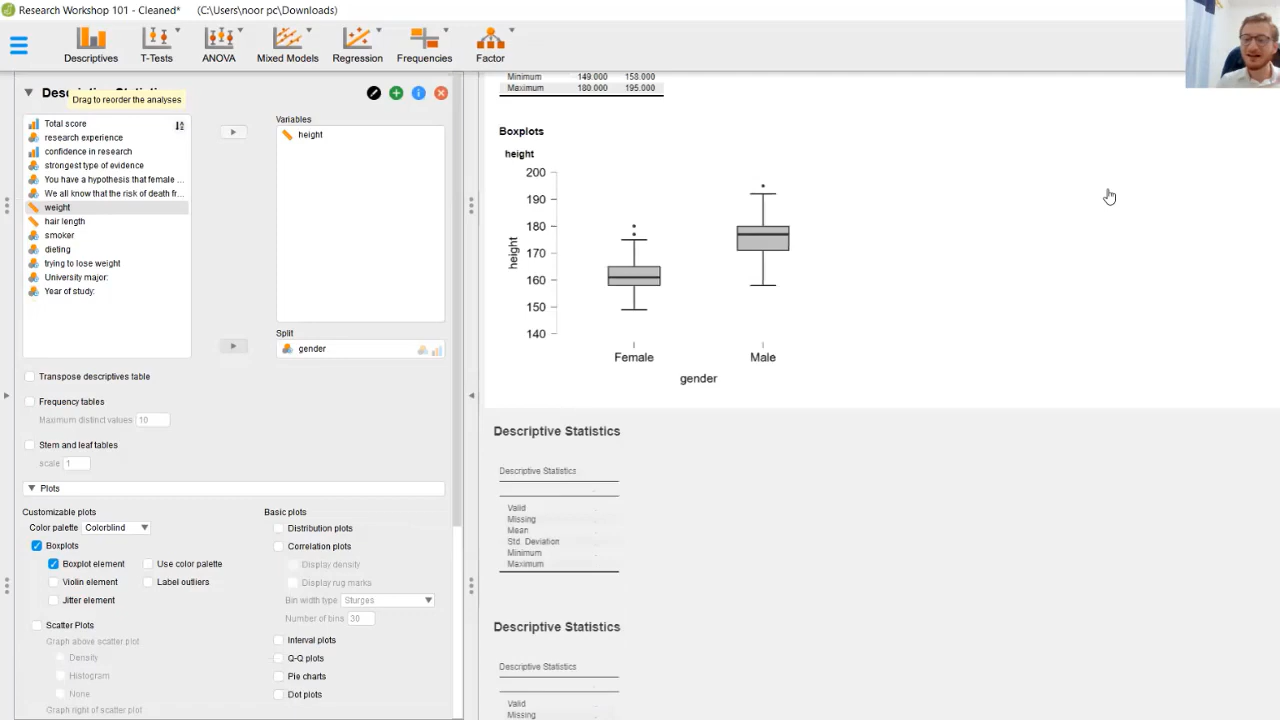 Research Workshop 101 - Cleaned* (C:\Users\noor pc\Downloads)
Descriptives
T-Tests
ANOVA
Mixed Models
Regression
Frequencies
Factor
Drag to reorder the analyses
Total score
research experience
confidence in research
strongest type of evidence
You have a hypothesis that female ...
We all know that the risk of death fr...
weight
hair length
smoker
dieting
trying to lose weight
University major:
Year of study:
Variables
height
Split
gender
Transpose descriptives table
Frequency tables
Maximum distinct values 10
Stem and leaf tables
scale 1
Plots
Customizable plots
Color palette Colorblind
Boxplots
Boxplot element
Use color palette
Violin element
Label outliers
Jitter element
Scatter Plots
Graph above scatter plot
Density
Histogram
None
Graph right of scatter plot
Basic plots
Distribution plots
Correlation plots
Display density
Display rug marks
Bin width type Sturges
Number of bins 30
Interval plots
Q-Q plots
Pie charts
Dot plots
Minimum 149.000 158.000
Maximum 180.000 195.000
Boxplots
height
200
190
180
170
160
150
140
height
Female
Male
gender
Descriptive Statistics
Descriptive Statistics
Valid
Missing
Mean
Std. Deviation
Minimum
Maximum
Descriptive Statistics
Descriptive Statistics
Valid
Missing